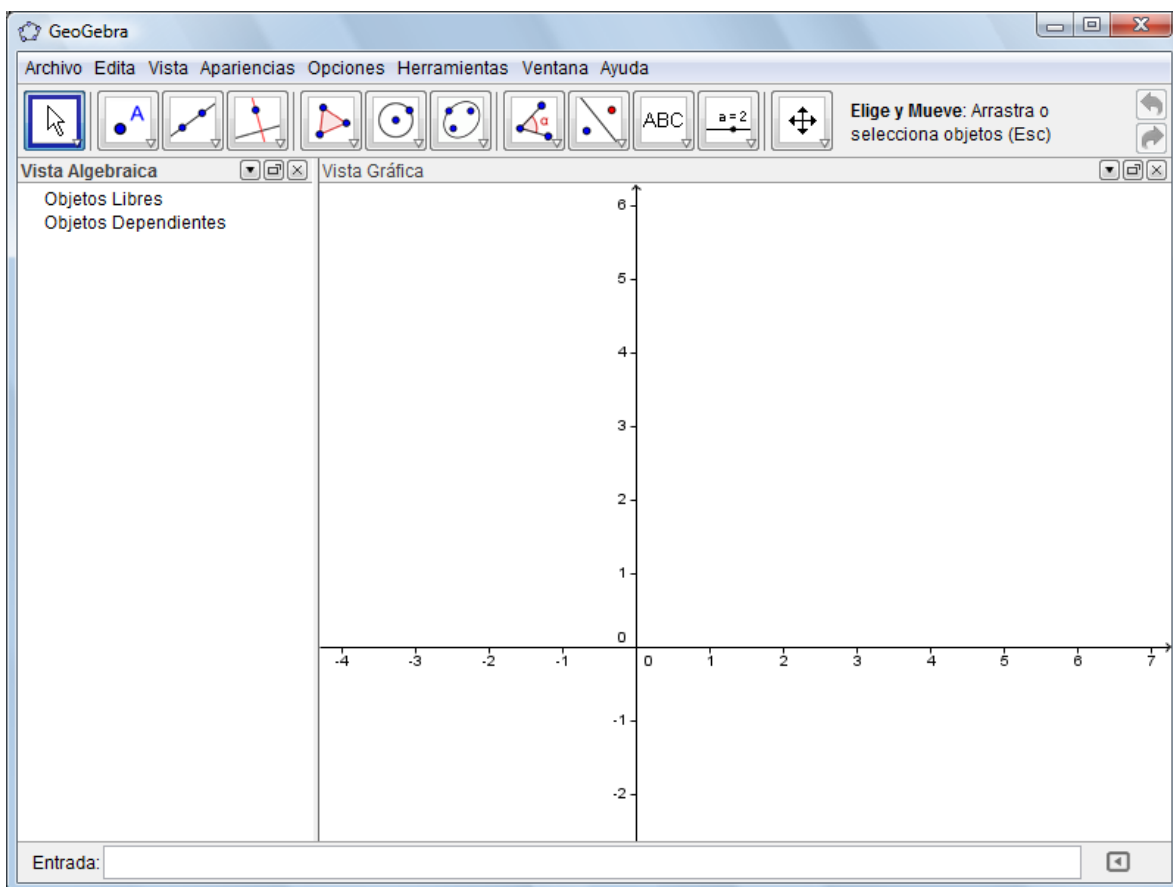 GeoGebra
Archivo Edita Vista Apariencias Opciones Herramientas Ventana Ayuda
A
α
ABC
a = 2
Elige y Mueve: Arrastra o
selecciona objetos (Esc)
Vista Algebraica
Vista Gráfica
Objetos Libres
Objetos Dependientes
6
5
4
3
2
1
0
-4 -3 -2 -1 0 1 2 3 4 5 6 7
-1
-2
Entrada: